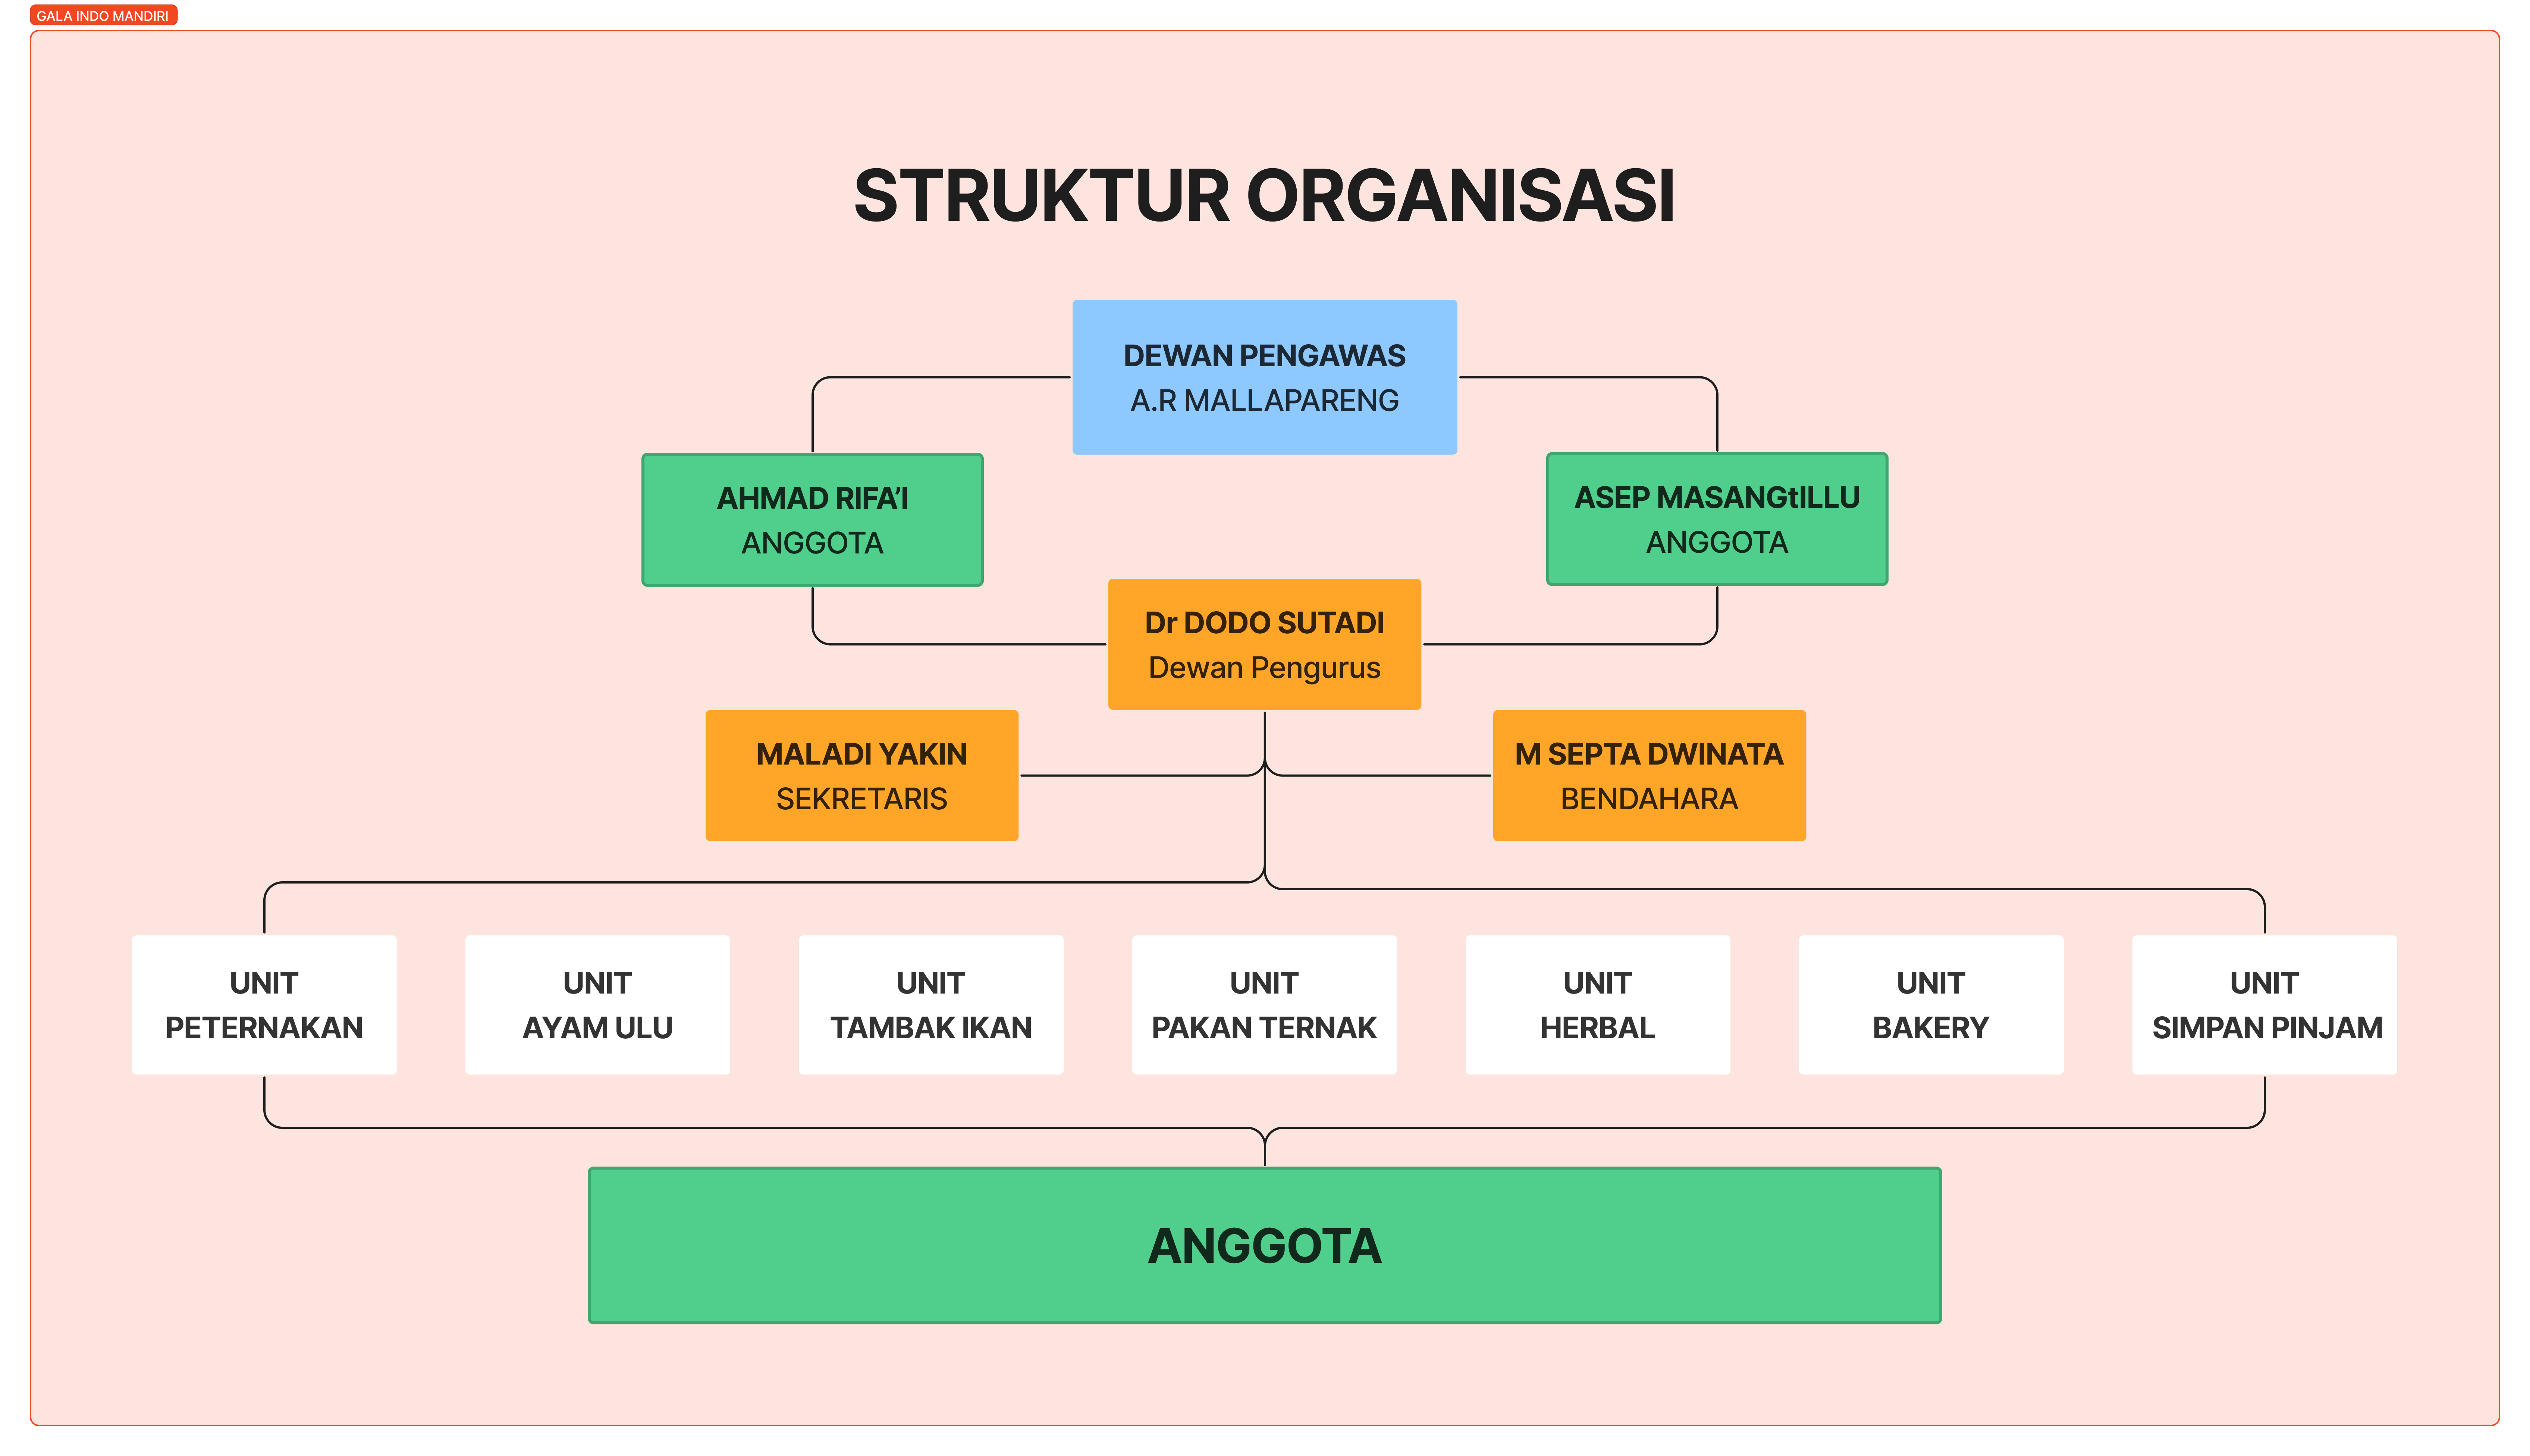 GALA INDO MANDIRI
STRUKTUR ORGANISASI
DEWAN PENGAWAS
A.R MALLAPARENG
AHMAD RIFA’I
ANGGOTA
ASEP MASANGtILLU
ANGGOTA
Dr DODO SUTADI
Dewan Pengurus
MALADI YAKIN
SEKRETARIS
M SEPTA DWINATA
BENDAHARA
UNIT
PETERNAKAN
UNIT
AYAM ULU
UNIT
TAMBAK IKAN
UNIT
PAKAN TERNAK
UNIT
HERBAL
UNIT
BAKERY
UNIT
SIMPAN PINJAM
ANGGOTA